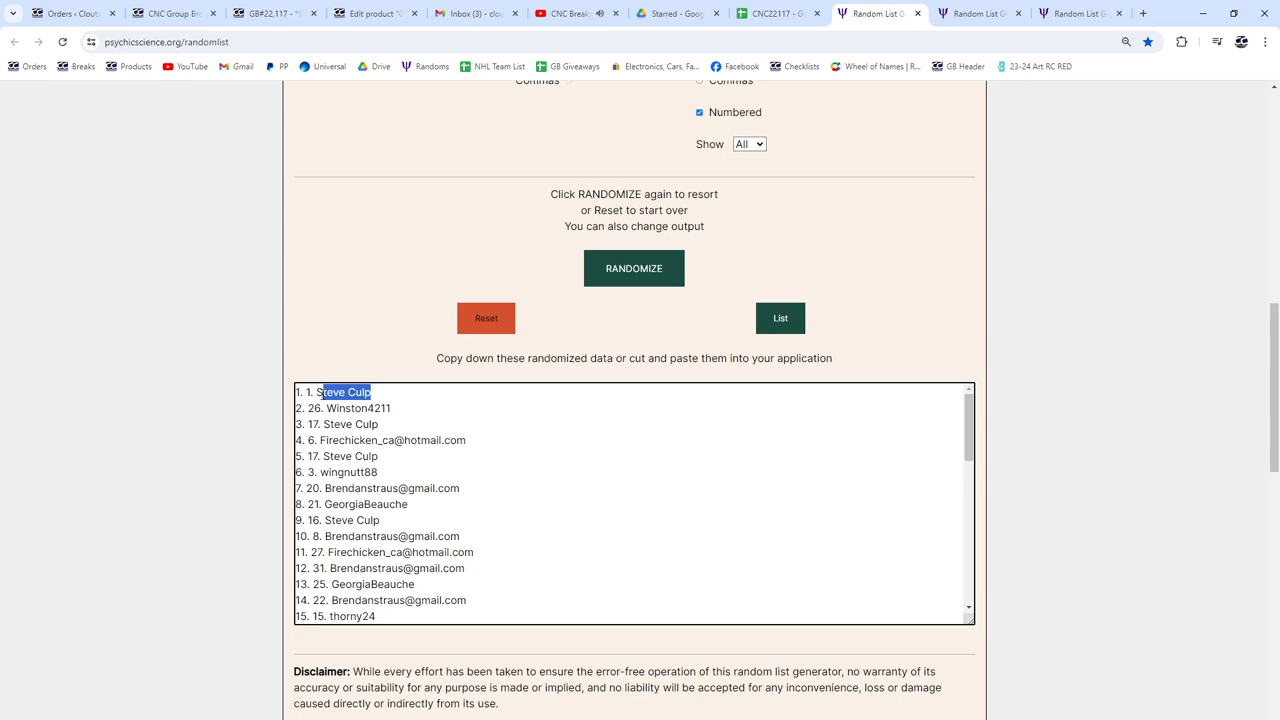 Orders ‹ Clout
CNC Group Bre
GB#22,117 - *
Edit product "G
Inbox (3) - clou
CNC Breaks
Starred - Goog
CNC22117 - Go
Random List G
Random List G
Random List G
psychicscience.org/randomlist
Orders
Breaks
Products
YouTube
Gmail
PP
Universal
Drive
Randoms
NHL Team List
GB Giveaways
Electronics, Cars, Fa...
Facebook
Checklists
Wheel of Names | R...
GB Header
23-24 Art RC RED
Commas
Commas
Numbered
Show All
Click RANDOMIZE again to resort
or Reset to start over
You can also change output
RANDOMIZE
Reset
List
Copy down these randomized data or cut and paste them into your application
1. 1. Steve Culp
2. 26. Winston4211
3. 17. Steve Culp
4. 6. Firechicken_ca@hotmail.com
5. 17. Steve Culp
6. 3. wingnutt88
7. 20. Brendanstraus@gmail.com
8. 21. GeorgiaBeauche
9. 16. Steve Culp
10. 8. Brendanstraus@gmail.com
11. 27. Firechicken_ca@hotmail.com
12. 31. Brendanstraus@gmail.com
13. 25. GeorgiaBeauche
14. 22. Brendanstraus@gmail.com
15. 15. thorny24
Disclaimer: While every effort has been taken to ensure the error-free operation of this random list generator, no warranty of its
accuracy or suitability for any purpose is made or implied, and no liability will be accepted for any inconvenience, loss or damage
caused directly or indirectly from its use.